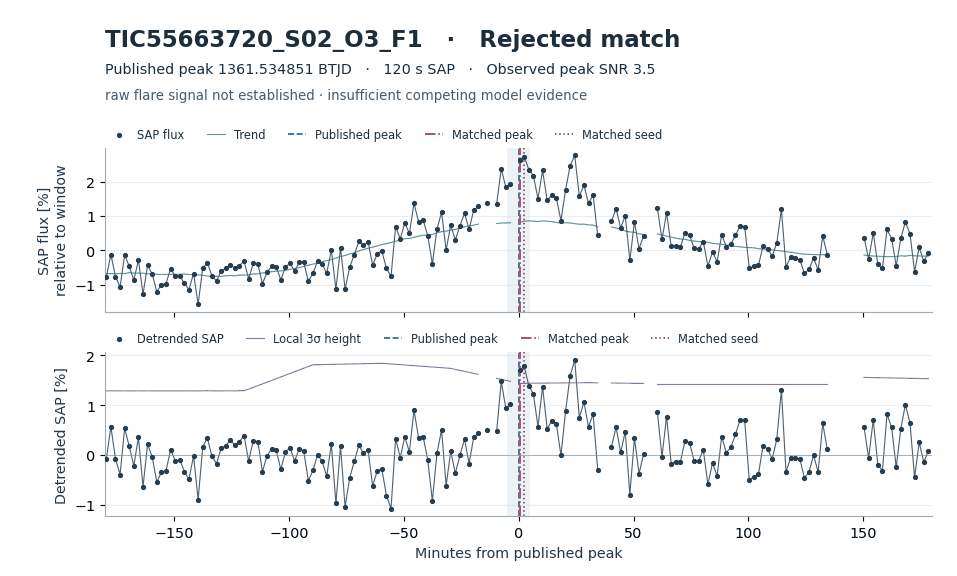 TIC55663720_S02_O3_F1 · Rejected match
Published peak 1361.534851 BTJD · 120 s SAP · Observed peak SNR 3.5
raw flare signal not established · insufficient competing model evidence
SAP flux Trend Published peak Matched peak Matched seed
SAP flux [%]
relative to window
2
1
0
−1
Detrended SAP Local 3σ height Published peak Matched peak Matched seed
Detrended SAP [%]
2
1
0
−1
−150 −100 −50 0 50 100 150
Minutes from published peak